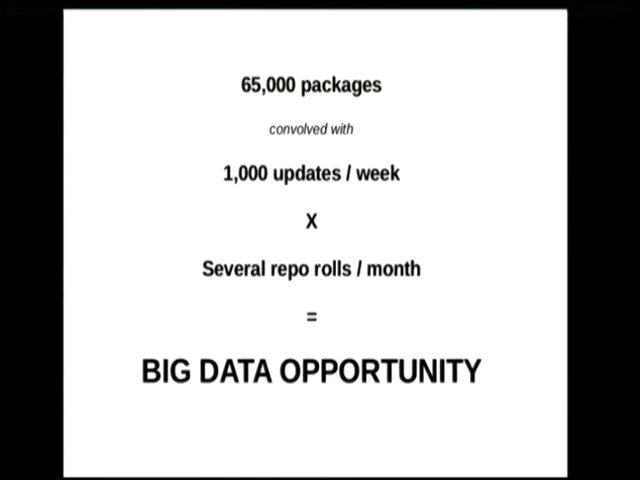 65,000 packages
convolved with
1,000 updates / week
X
Several repo rolls / month
=
BIG DATA OPPORTUNITY